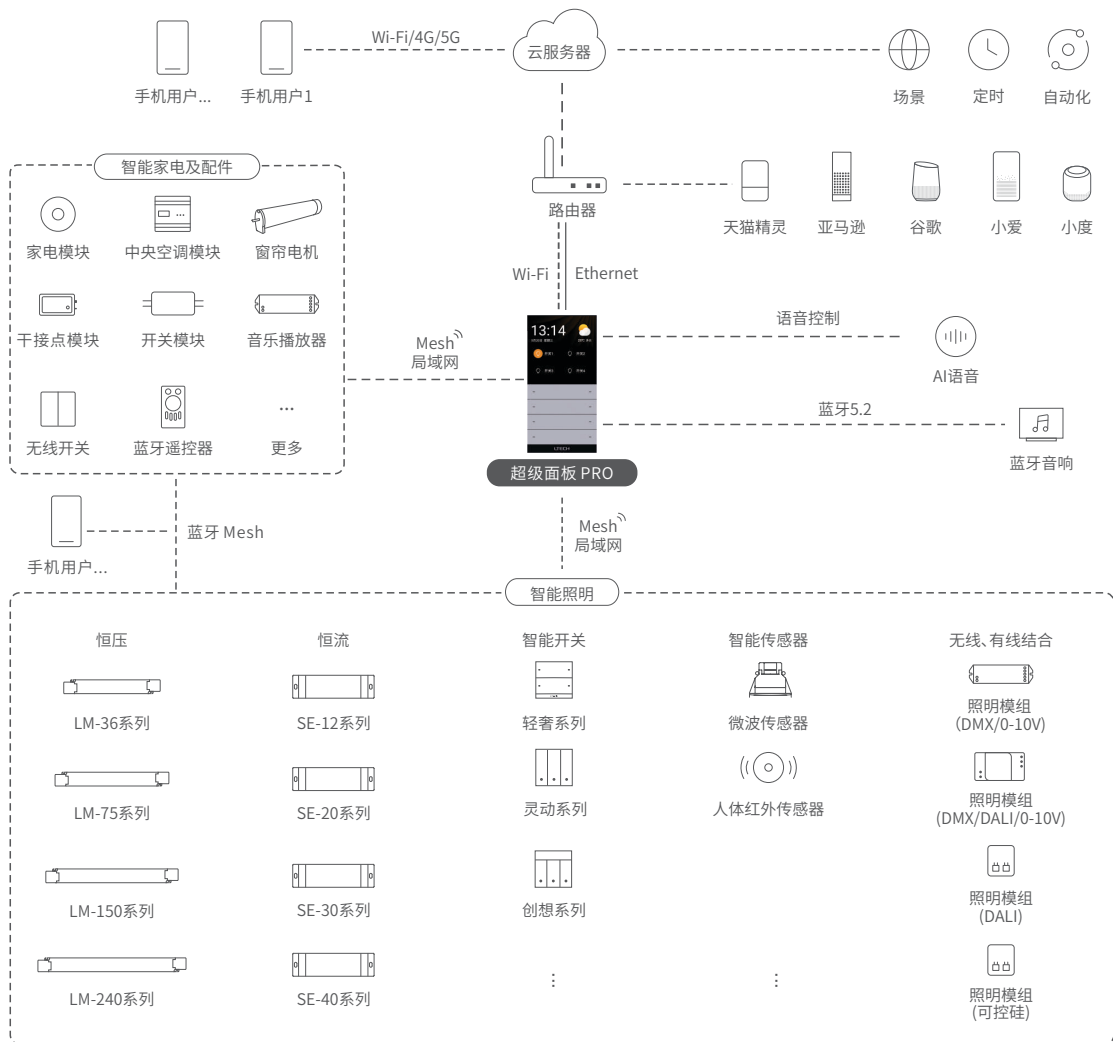 Wi-Fi/4G/5G
云服务器
手机用户...
手机用户1
场景
定时
自动化
智能家电及配件
路由器
天猫精灵
亚马逊
谷歌
小爱
小度
家电模块
中央空调模块
窗帘电机
Wi-Fi
Ethernet
13:14
语音控制
干接点模块
开关模块
音乐播放器
Mesh
局域网
AI语音
蓝牙5.2
无线开关
蓝牙遥控器
...
更多
LTECH
蓝牙音响
超级面板 PRO
手机用户...
蓝牙 Mesh
Mesh
局域网
智能照明
恒压
恒流
智能开关
智能传感器
无线、有线结合
LM-36系列
SE-12系列
轻奢系列
微波传感器
照明模组
（DMX/0-10V)
LM-75系列
SE-20系列
灵动系列
人体红外传感器
照明模组
(DMX/DALI/0-10V)
LM-150系列
SE-30系列
创想系列
照明模组
(DALI)
LM-240系列
SE-40系列
⋮
⋮
照明模组
(可控硅)